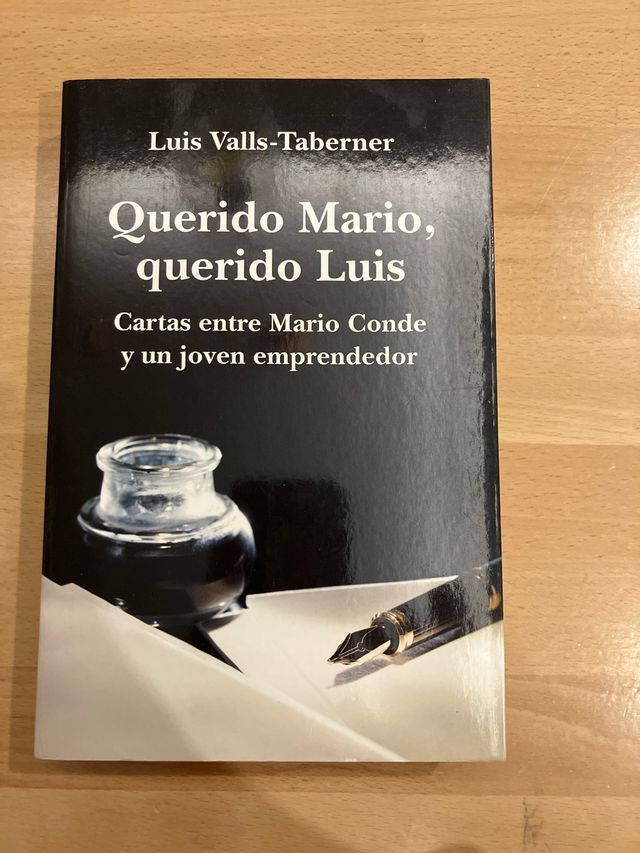 Luis Valls-Taberner
Querido Mario,
querido Luis
Cartas entre Mario Conde
y un joven emprendedor